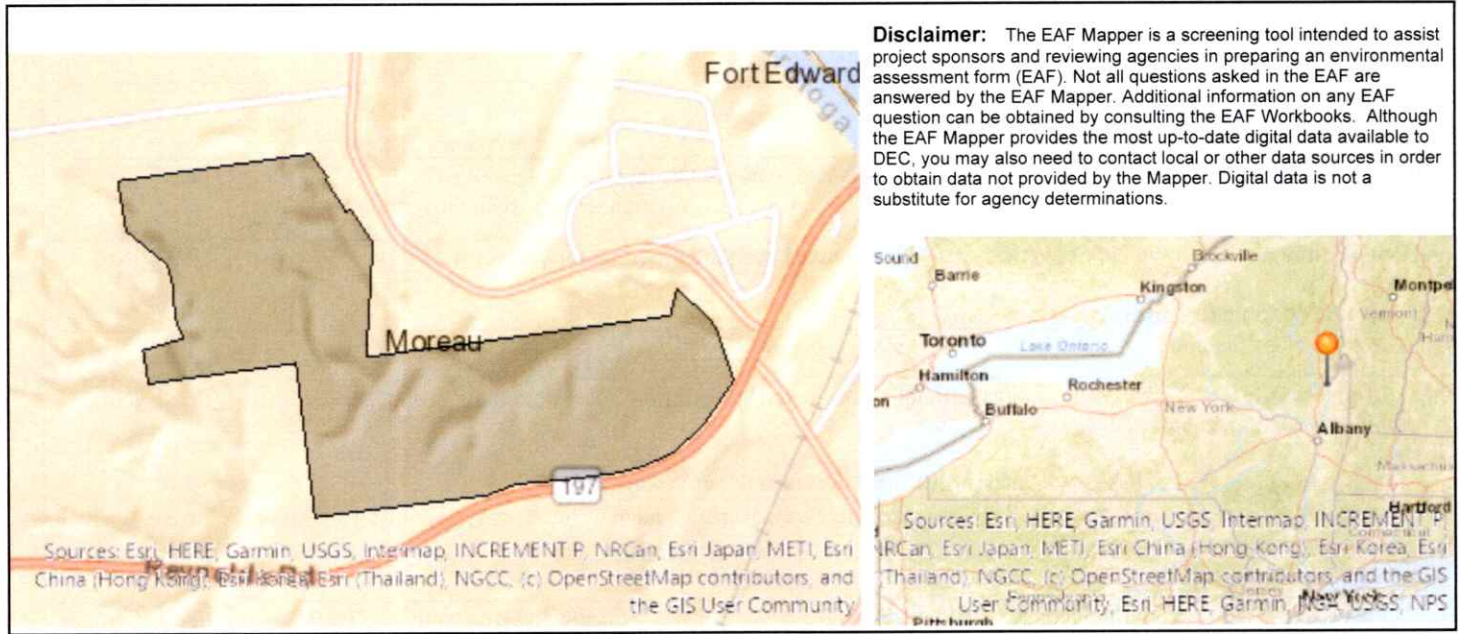 Fort Edward
Moreau
197
Sources: Esri, HERE, Garmin, USGS, Intermap, INCREMENT P, NRCan, Esri Japan, METI, Esri
China (Hong Kong), Esri Korea, Esri (Thailand), NGCC, (c) OpenStreetMap contributors, and
the GIS User Community
Disclaimer: The EAF Mapper is a screening tool intended to assist
project sponsors and reviewing agencies in preparing an environmental
assessment form (EAF). Not all questions asked in the EAF are
answered by the EAF Mapper. Additional information on any EAF
question can be obtained by consulting the EAF Workbooks. Although
the EAF Mapper provides the most up-to-date digital data available to
DEC, you may also need to contact local or other data sources in order
to obtain data not provided by the Mapper. Digital data is not a
substitute for agency determinations.
Sound
Barrie
Brockville
Kingston
Montpe
Vermont
Toronto
Lake Ontario
Ham
Hamilton
Rochester
on
Buffalo
New York
Albany
Massachu
Hartford
Sources: Esri, HERE, Garmin, USGS, Intermap, INCREMENT P,
NRCan, Esri Japan, METI, Esri China (Hong Kong), Esri Korea, Esri
(Thailand), NGCC, (c) OpenStreetMap contributors, and the GIS
User Community, Esri, HERE, Garmin, NGA, USGS, NPS
New York
Pittsburgh